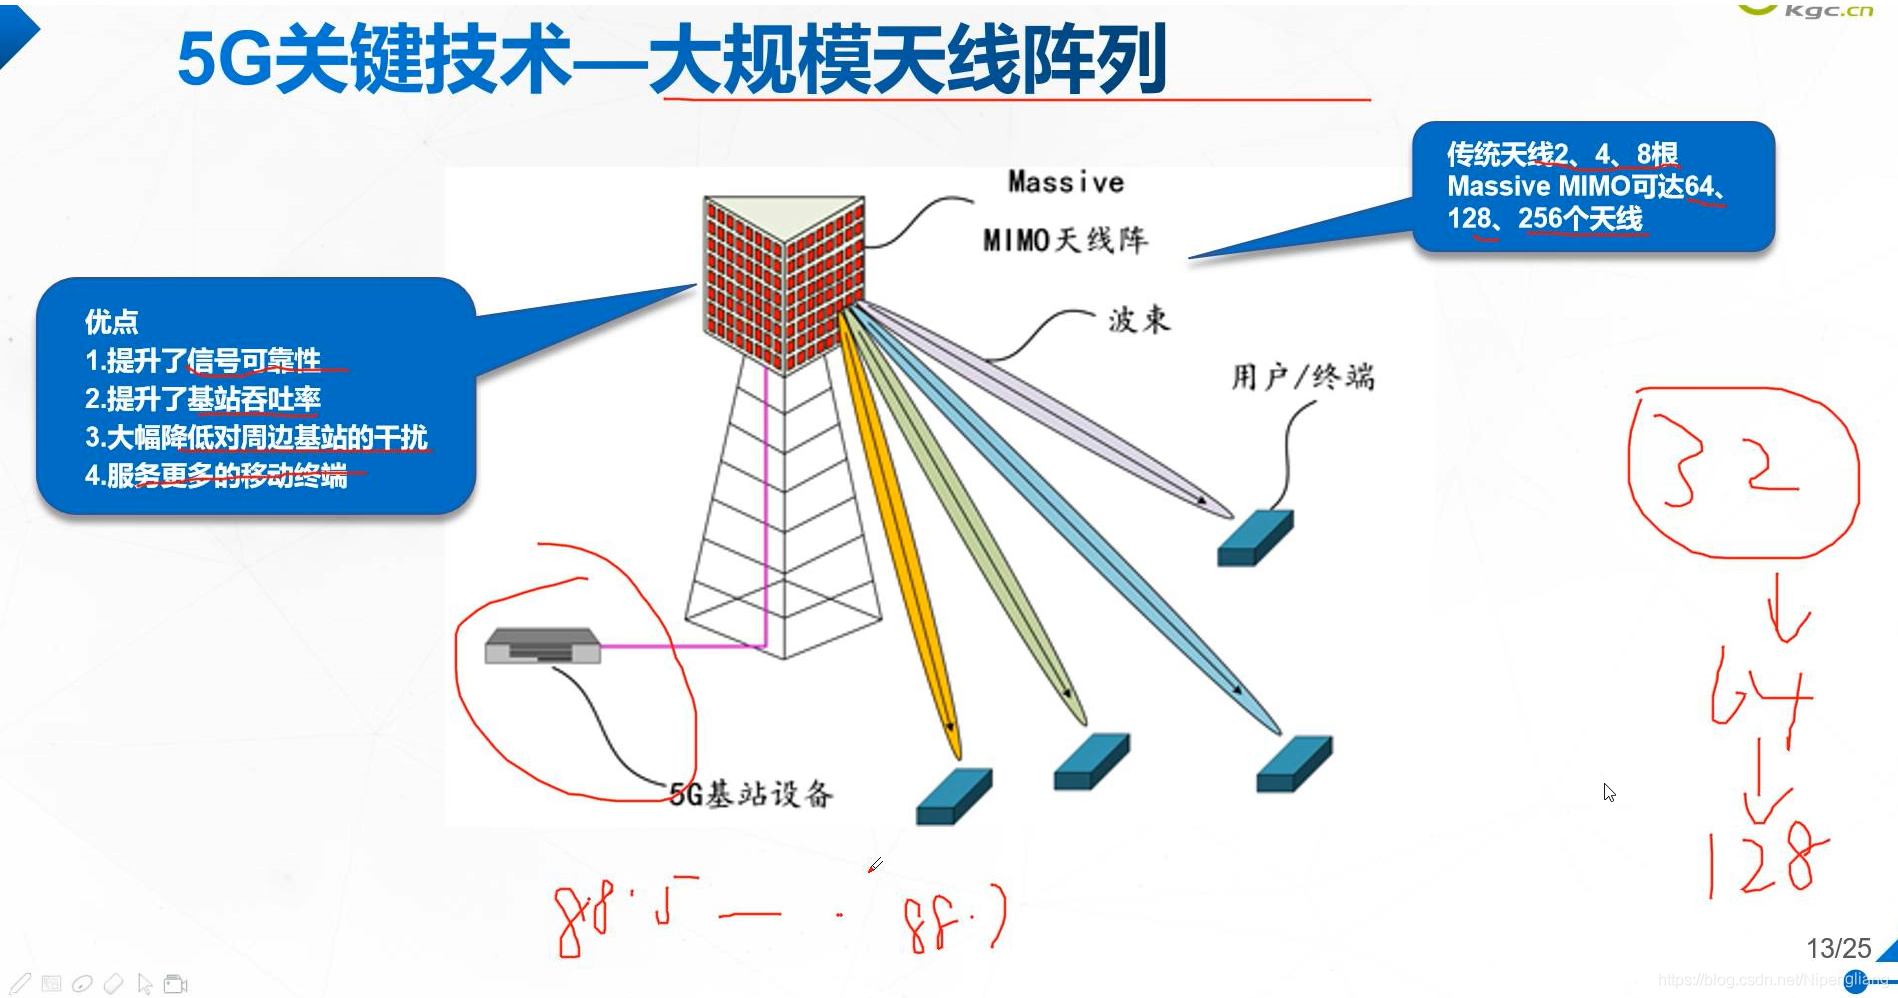 Kgc.cn
5G关键技术—大规模天线阵列
传统天线2、4、8根
Massive MIMO可达64、
128、256个天线
Massive
MIMO天线阵
波束
用户/终端
优点
1.提升了信号可靠性
2.提升了基站吞吐率
3.大幅降低对周边基站的干扰
4.服务更多的移动终端
32
64
128
5G基站设备
88.5 — . 88.
13/25
https://blog.csdn.net/Nipengliang